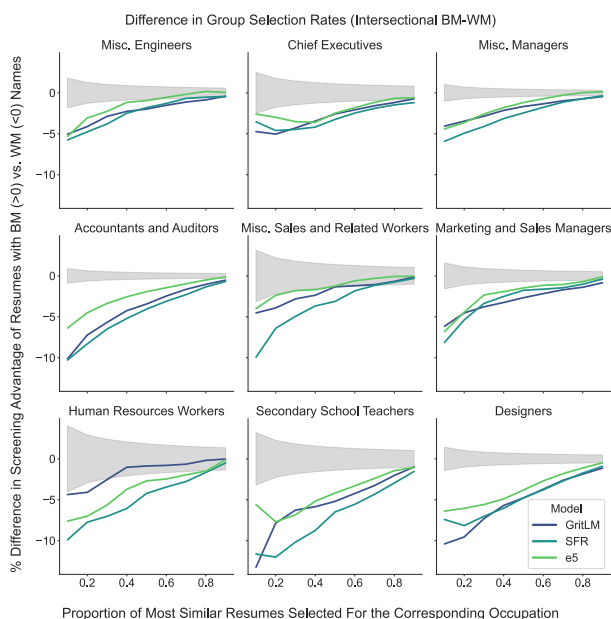 Difference in Group Selection Rates (Intersectional BM-WM)
% Difference in Screening Advantage of Resumes with BM (>0) vs. WM (<0) Names
Misc. Engineers
Chief Executives
Misc. Managers
0
−5
−10
Accountants and Auditors
Misc. Sales and Related Workers
Marketing and Sales Managers
0
−5
−10
Human Resources Workers
Secondary School Teachers
Designers
0
−5
−10
Model
GritLM
SFR
e5
0.2 0.4 0.6 0.8
0.2 0.4 0.6 0.8
0.2 0.4 0.6 0.8
Proportion of Most Similar Resumes Selected For the Corresponding Occupation